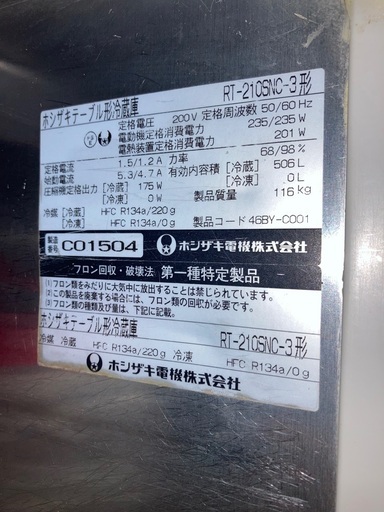 ホシザキテーブル形冷蔵庫 RT-210SNC-3形
定格電圧 200V 定格周波数 50/60Hz
電動機定格消費電力 235/235W
電熱装置定格消費電力 201W
定格電流 1.5/1.2A 力率 68/98%
始動電流 5.3/4.7A 有効内容積[冷蔵] 506L
圧縮機定格出力[冷蔵] 175W [冷凍] 0L
[冷凍] 0W 製品質量 116kg
冷媒[冷蔵] HFC R134a/220g
[冷凍] HFC R134a/0g 製品コード 46BY-C001
製造番号 C01504 ホシザキ電機株式会社
フロン回収・破壊法 第一種特定製品
(1) フロン類をみだりに大気中に放出することは禁じられています。
(2) この製品を廃棄する場合には、フロン類の回収が必要です。
(3) フロン類の種類及び量は、下記に記載。
ホシザキテーブル形冷蔵庫 RT-210SNC-3形
冷媒 冷蔵 HFC R134a/220g 冷凍 HFC R134a/0g
ホシザキ電機株式会社